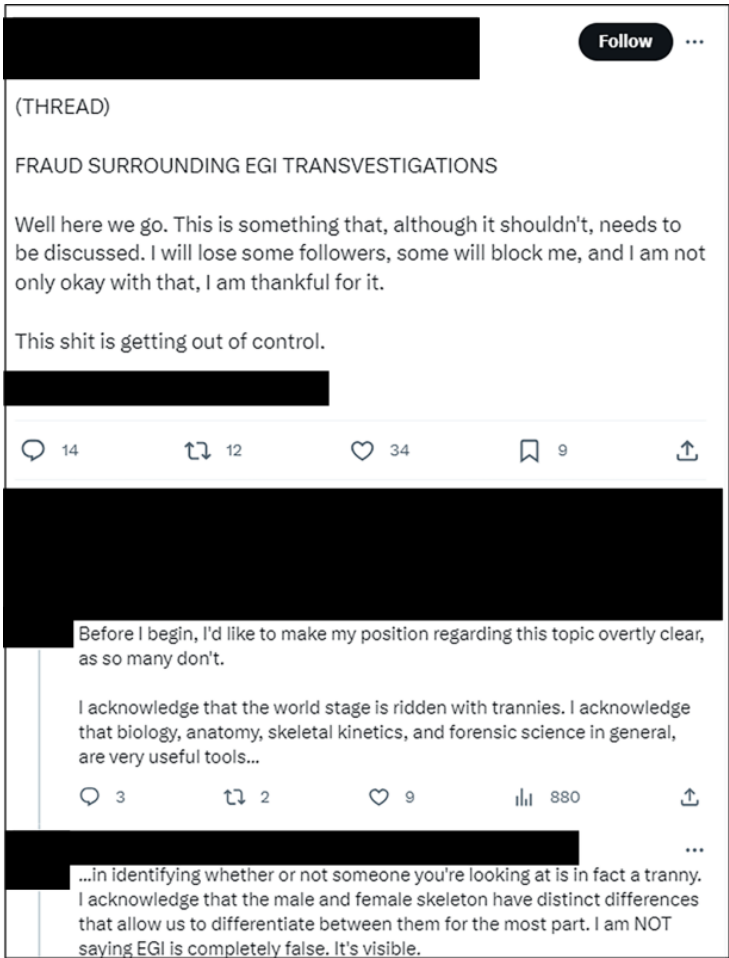 Follow
(THREAD)
FRAUD SURROUNDING EGI TRANSVESTIGATIONS
Well here we go. This is something that, although it shouldn't, needs to
be discussed. I will lose some followers, some will block me, and I am not
only okay with that, I am thankful for it.
This shit is getting out of control.
14 12 34 9
Before I begin, I'd like to make my position regarding this topic overtly clear,
as so many don't.
I acknowledge that the world stage is ridden with trannies. I acknowledge
that biology, anatomy, skeletal kinetics, and forensic science in general,
are very useful tools...
3 2 9 880
...in identifying whether or not someone you're looking at is in fact a tranny.
I acknowledge that the male and female skeleton have distinct differences
that allow us to differentiate between them for the most part. I am NOT
saying EGI is completely false. It's visible.